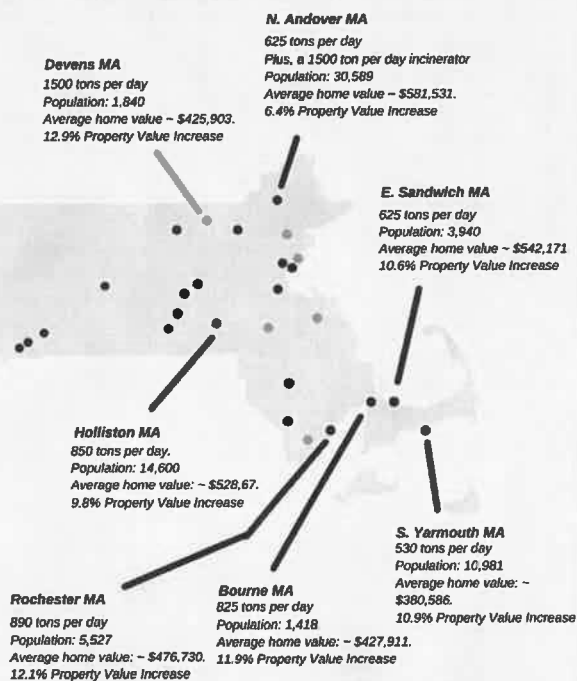 N. Andover MA
625 tons per day
Plus, a 1500 ton per day incinerator
Population: 30,589
Average home value ~ $581,531.
6.4% Property Value Increase
Devens MA
1500 tons per day
Population: 1,840
Average home value ~ $425,903.
12.9% Property Value Increase
E. Sandwich MA
625 tons per day
Population: 3,940
Average home value ~ $542,171
10.6% Property Value Increase
Holliston MA
850 tons per day.
Population: 14,600
Average home value: ~ $528,67.
9.8% Property Value Increase
S. Yarmouth MA
530 tons per day
Population: 10,981
Average home value: ~
$380,586.
10.9% Property Value Increase
Rochester MA
890 tons per day
Population: 5,527
Average home value: ~ $476,730.
12.1% Property Value Increase
Bourne MA
825 tons per day
Population: 1,418
Average home value: ~ $427,911.
11.9% Property Value Increase